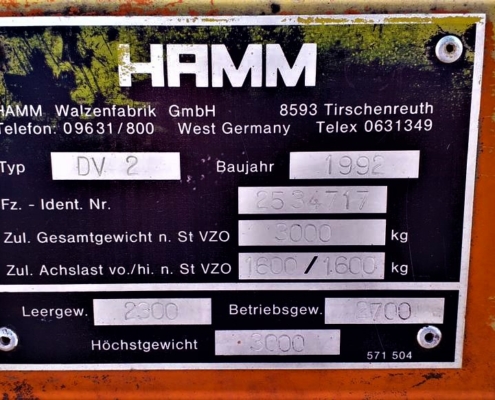 HAMM
HAMM Walzenfabrik GmbH 8593 Tirschenreuth
Telefon: 09631/800 West Germany Telex 0631349
Typ DV 2 Baujahr 1992
Fz. - Ident. Nr. 2534717
Zul. Gesamtgewicht n. St VZO 3000 kg
Zul. Achslast vo./hi. n. St VZO 1600/1600 kg
Leergew. 2300 Betriebsgew. 2700
Höchstgewicht 3000
571 504